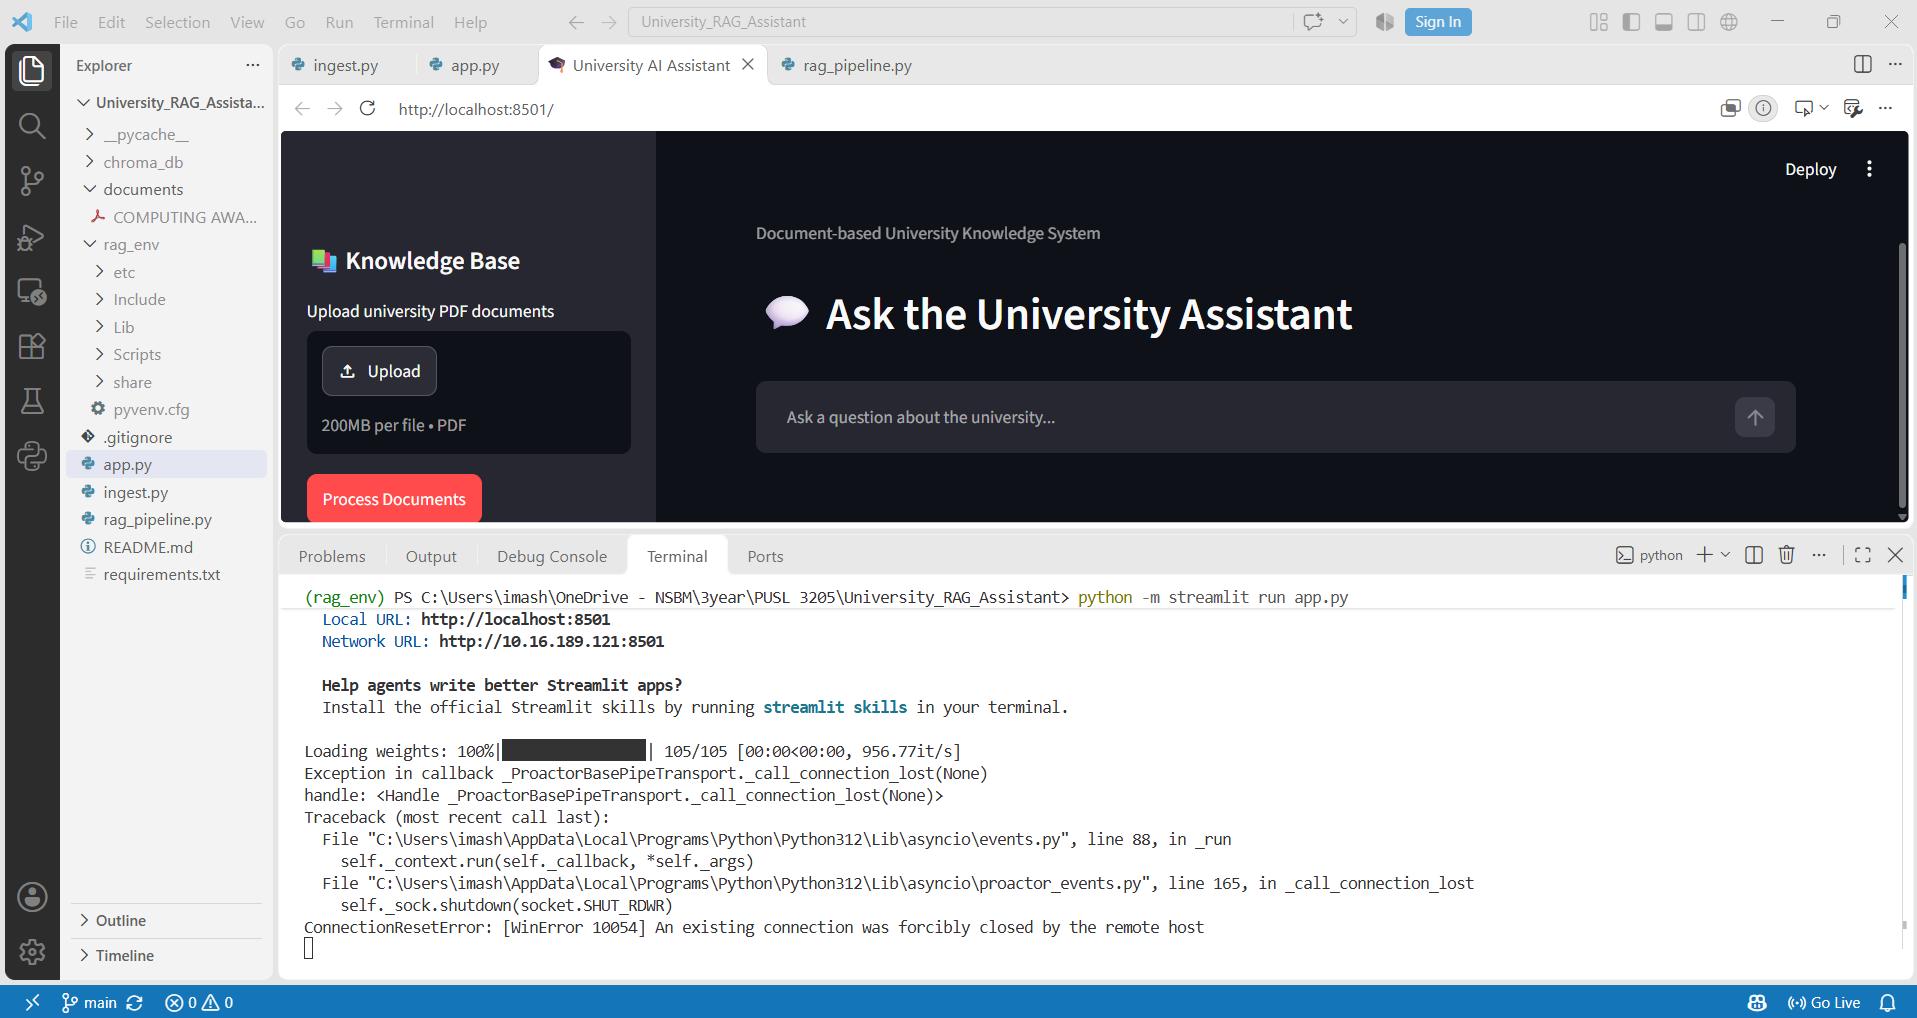 File Edit Selection View Go Run Terminal Help
University_RAG_Assistant
Sign In
Explorer
University_RAG_Assista...
__pycache__
chroma_db
documents
COMPUTING AWA...
rag_env
etc
Include
Lib
Scripts
share
pyvenv.cfg
.gitignore
app.py
ingest.py
rag_pipeline.py
README.md
requirements.txt
Outline
Timeline
ingest.py
app.py
University AI Assistant
rag_pipeline.py
http://localhost:8501/
Knowledge Base
Upload university PDF documents
Upload
200MB per file • PDF
Process Documents
Deploy
Document-based University Knowledge System
Ask the University Assistant
Ask a question about the university...
Problems Output Debug Console Terminal Ports
python
(rag_env) PS C:\Users\imash\OneDrive - NSBM\3year\PUSL 3205\University_RAG_Assistant> python -m streamlit run app.py
Local URL: http://localhost:8501
Network URL: http://10.16.189.121:8501
Help agents write better Streamlit apps?
Install the official Streamlit skills by running streamlit skills in your terminal.
Loading weights: 100%|██████████| 105/105 [00:00<00:00, 956.77it/s]
Exception in callback _ProactorBasePipeTransport._call_connection_lost(None)
handle: <Handle _ProactorBasePipeTransport._call_connection_lost(None)>
Traceback (most recent call last):
File "C:\Users\imash\AppData\Local\Programs\Python\Python312\Lib\asyncio\events.py", line 88, in _run
self._context.run(self._callback, *self._args)
File "C:\Users\imash\AppData\Local\Programs\Python\Python312\Lib\asyncio\proactor_events.py", line 165, in _call_connection_lost
self._sock.shutdown(socket.SHUT_RDWR)
ConnectionResetError: [WinError 10054] An existing connection was forcibly closed by the remote host
main
0 0
Go Live